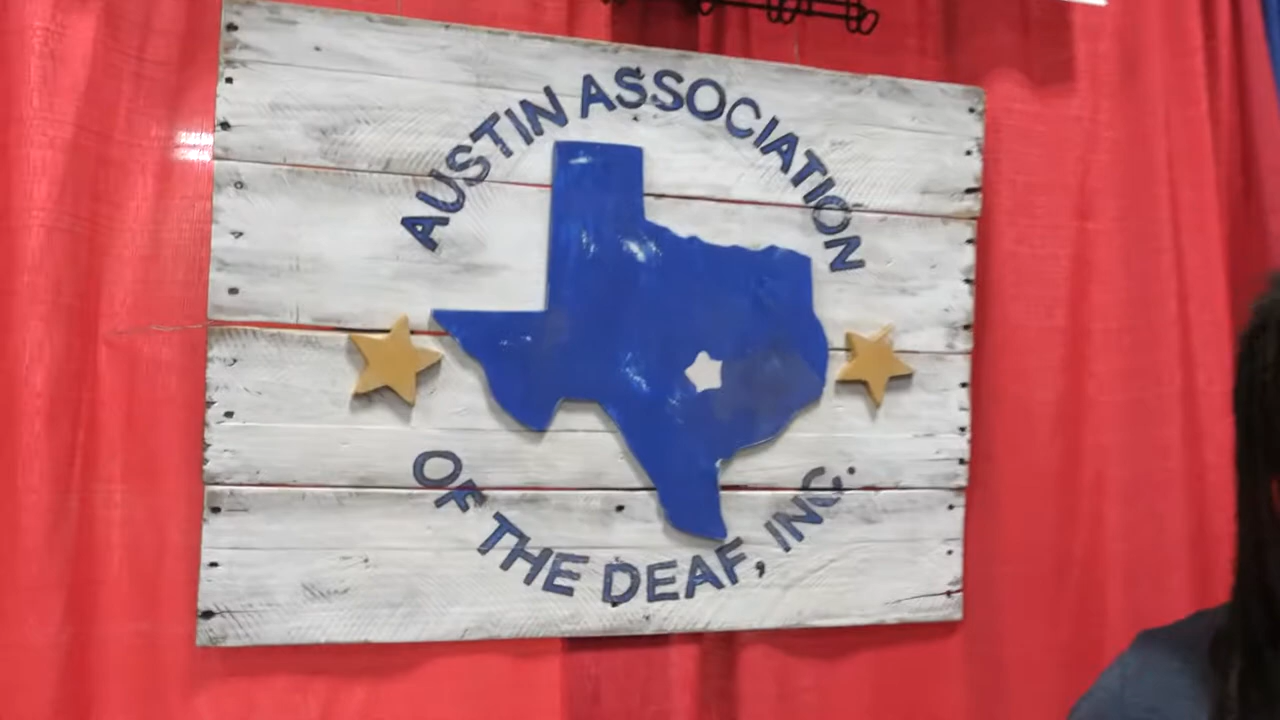 AUSTIN ASSOCIATION
OF THE DEAF, INC.